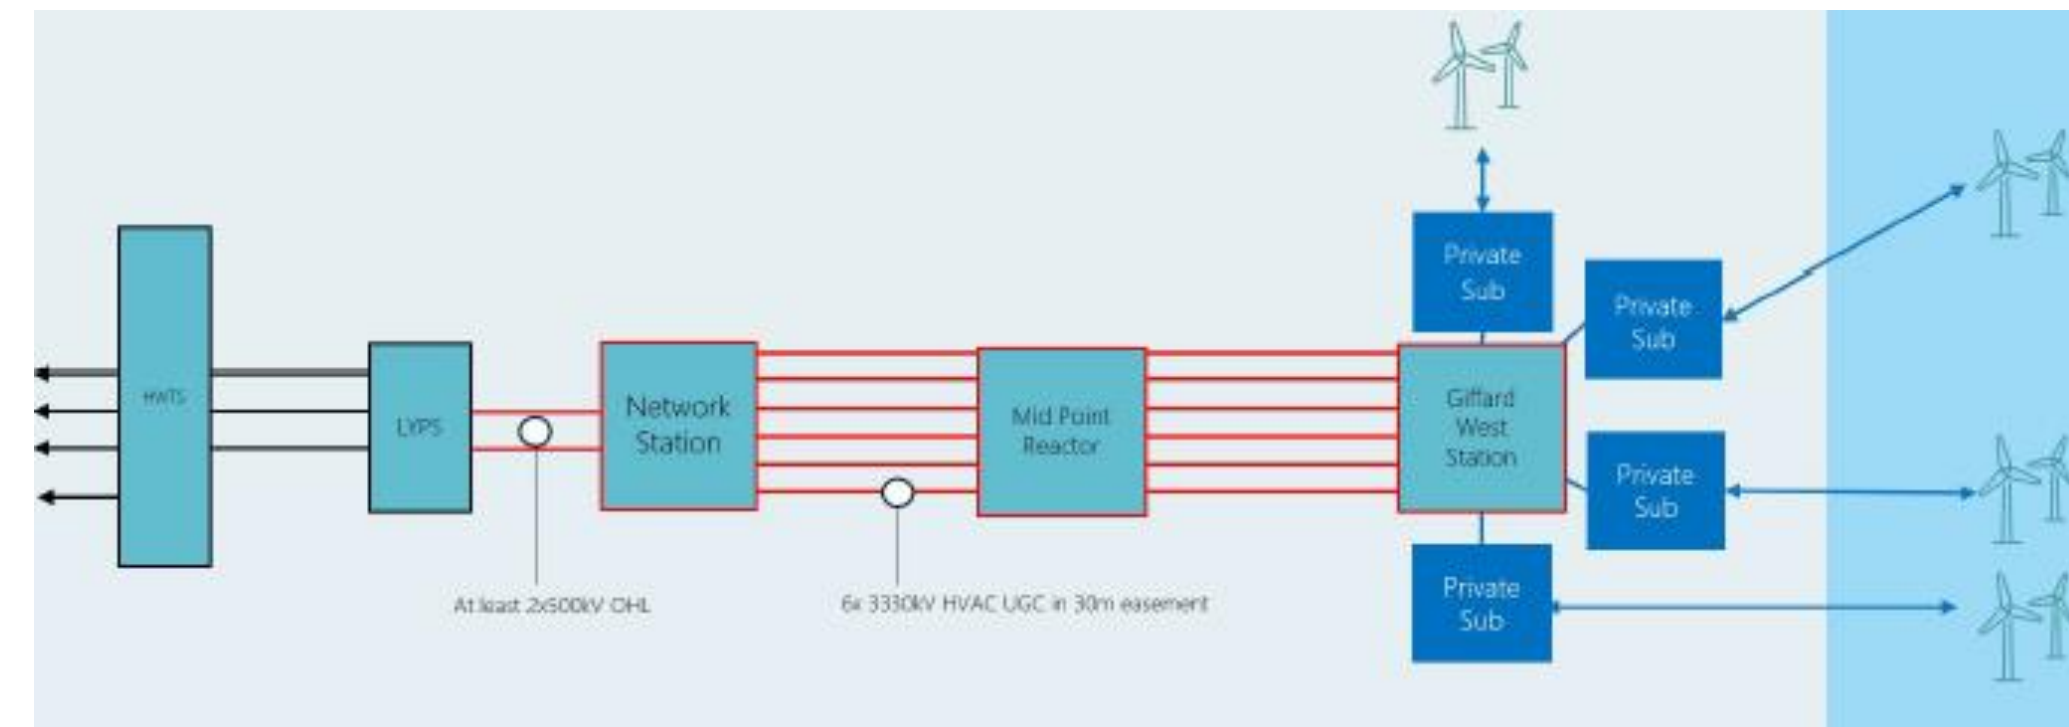 Private
Sub
Private
Sub
HWTS
LYPS
Network
Station
Mid Point
Reactor
Giffard
West
Station
Private
Sub
Private
Sub
At least 2x500kV OHL
6x 3330kV HVAC UGC in 30m easement